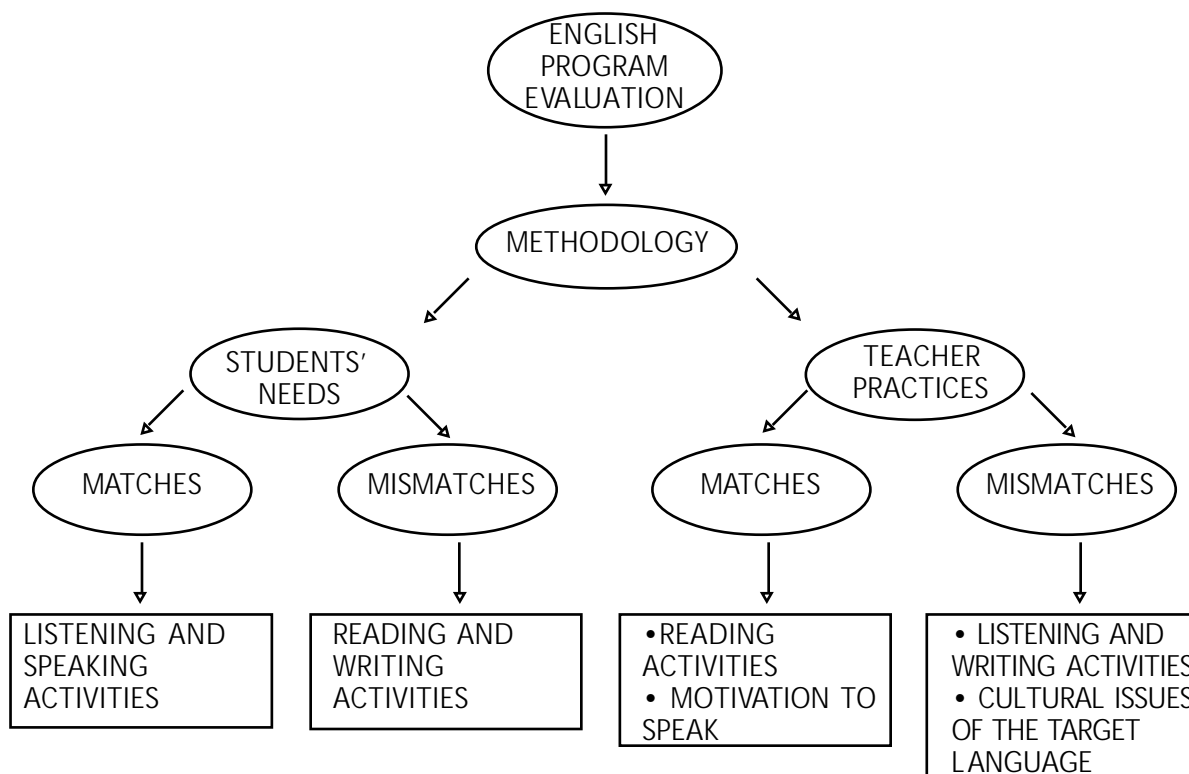 ENGLISH
PROGRAM
EVALUATION
METHODOLOGY
STUDENTS'
NEEDS
TEACHER
PRACTICES
MATCHES
MISMATCHES
MATCHES
MISMATCHES
LISTENING AND
SPEAKING
ACTIVITIES
READING AND
WRITING
ACTIVITIES
•READING
ACTIVITIES
• MOTIVATION TO
SPEAK
• LISTENING AND
WRITING ACTIVITIES
• CULTURAL ISSUES
OF THE TARGET
LANGUAGE